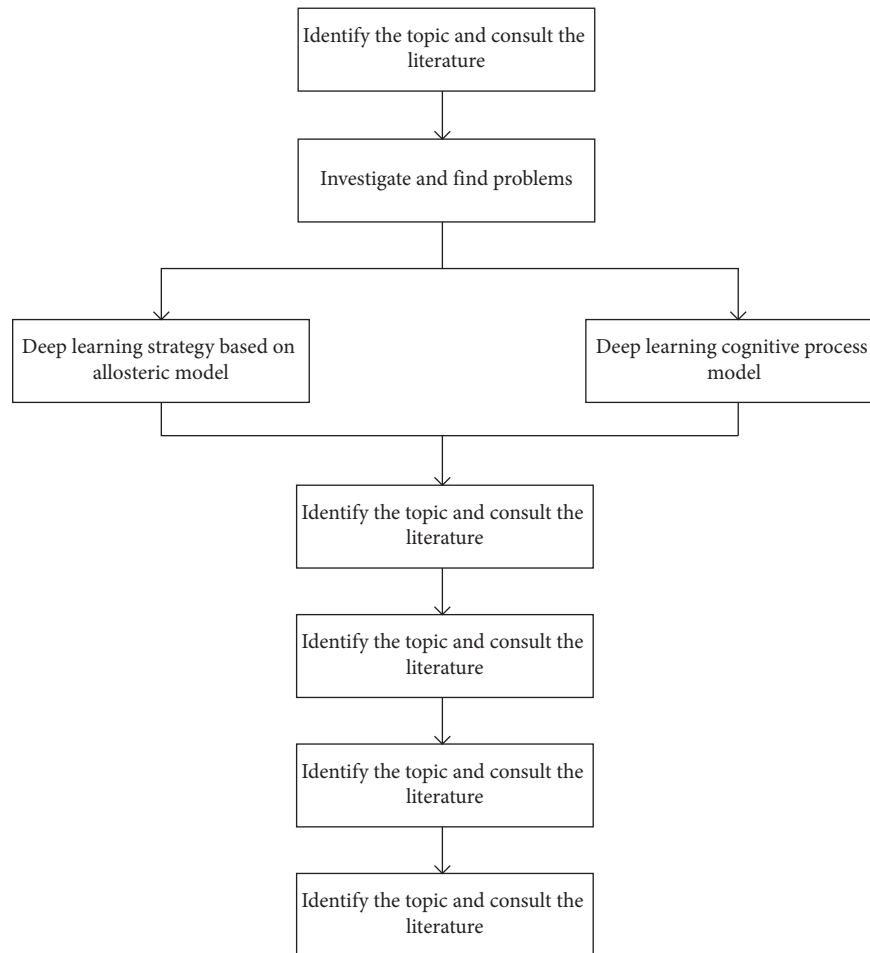 Identify the topic and consult the
literature
Investigate and find problems
Deep learning strategy based on
allosteric model
Deep learning cognitive process
model
Identify the topic and consult the
literature
Identify the topic and consult the
literature
Identify the topic and consult the
literature
Identify the topic and consult the
literature